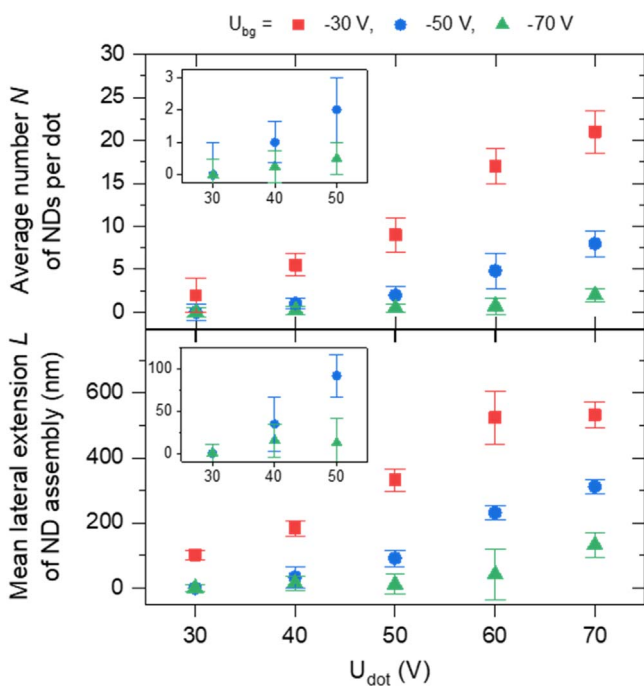 U_bg = -30 V, -50 V, -70 V
Average number N
of NDs per dot
30
25
20
15
10
5
0
3
2
1
0
30 40 50
Mean lateral extension L
of ND assembly (nm)
600
400
200
0
100
50
0
30 40 50
30 40 50 60 70
U_dot (V)